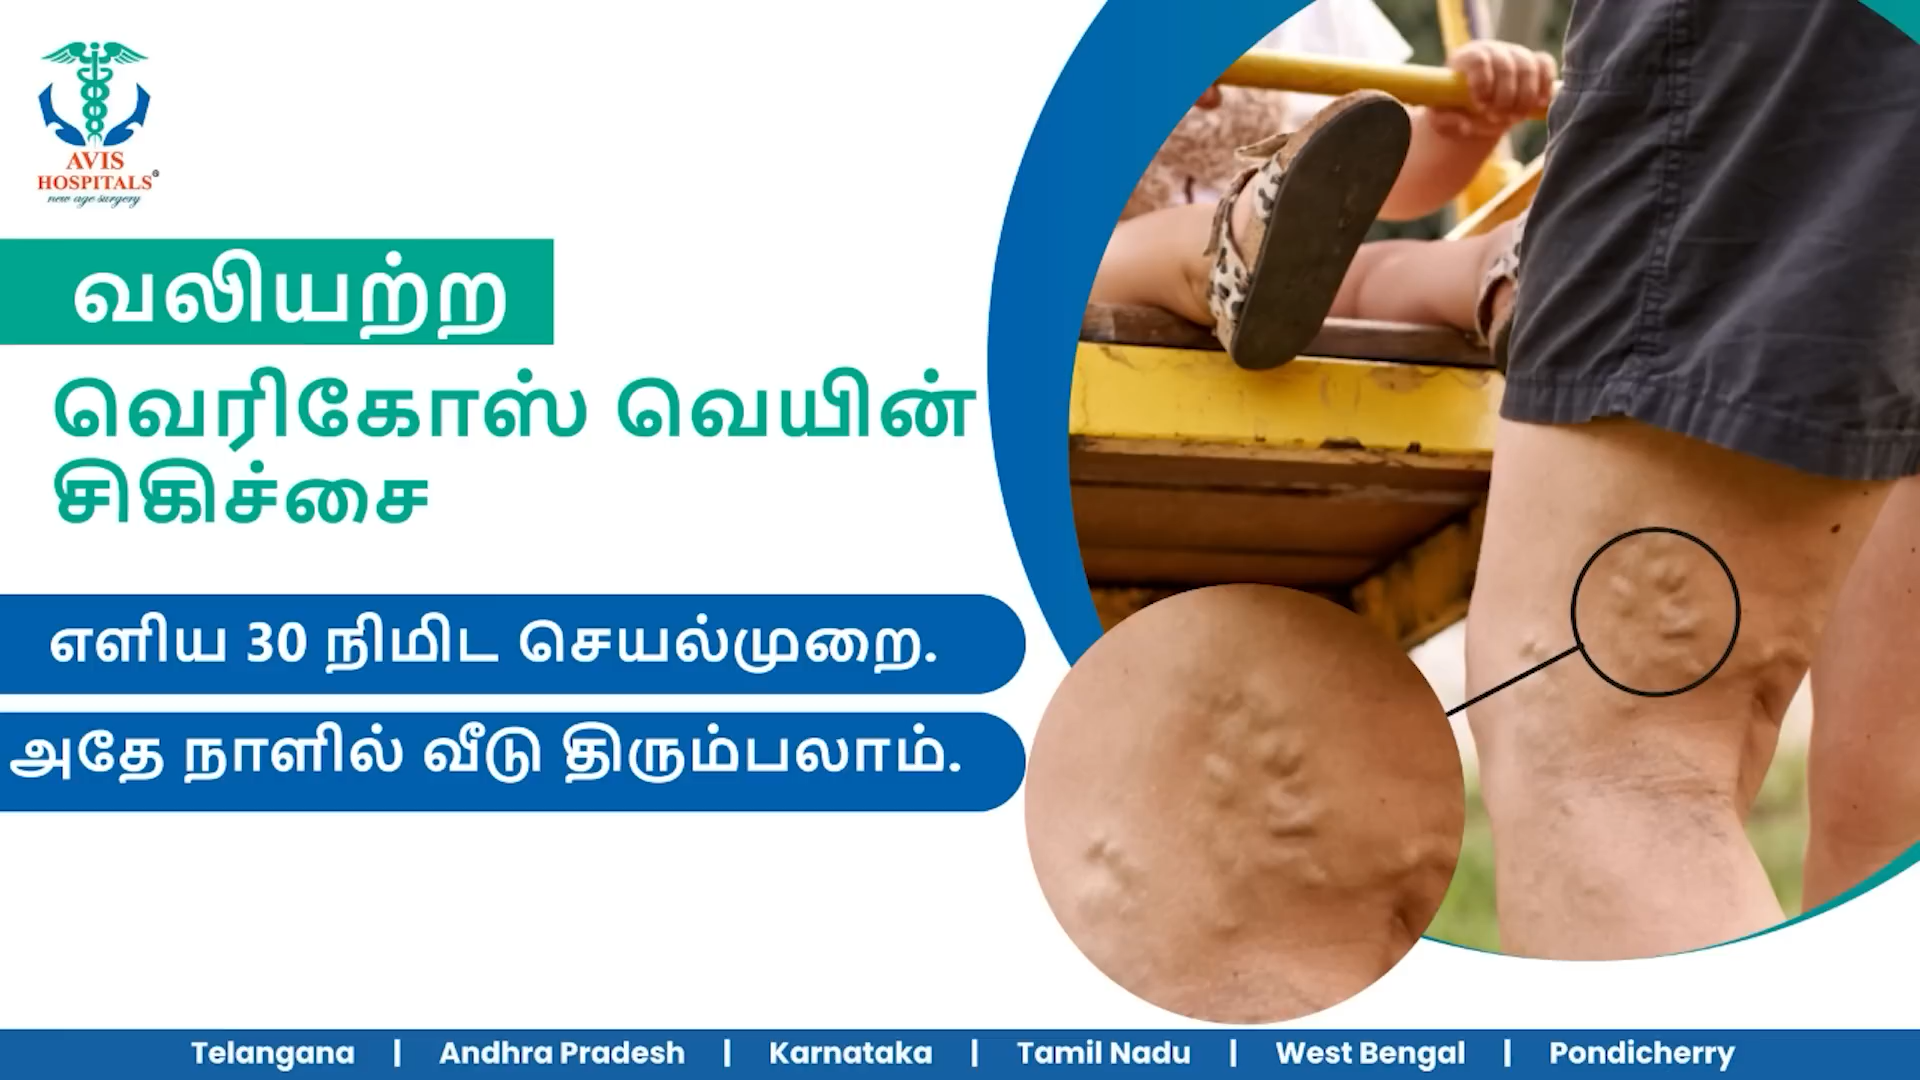 AVIS
HOSPITALS®
new age surgery
வலியற்ற
வெரிகோஸ் வெயின்
சிகிச்சை
எளிய 30 நிமிட செயல்முறை.
அதே நாளில் வீடு திரும்பலாம்.
Telangana | Andhra Pradesh | Karnataka | Tamil Nadu | West Bengal | Pondicherry